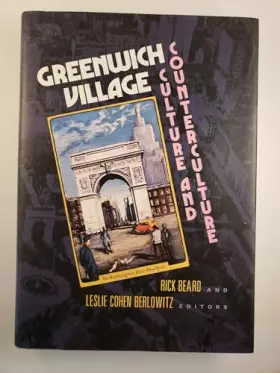 GREENWICH
VILLAGE
CULTURE AND
COUNTERCULTURE
RICK BEARD AND
LESLIE COHEN BERLOWITZ EDITORS